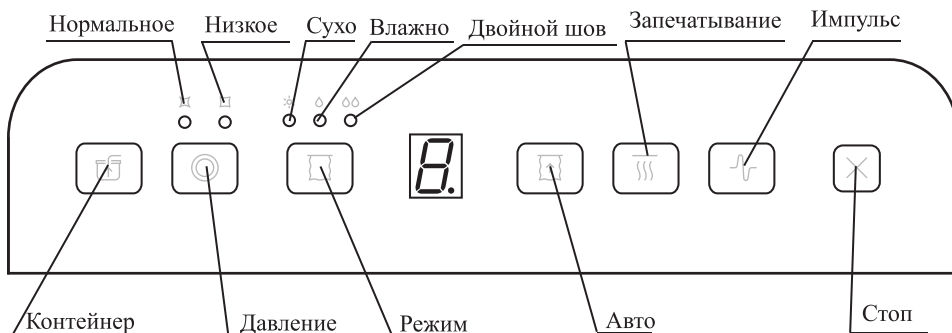 Нормальное Низкое Сухо Влажно Двойной шов Запечатывание Импульс
8.
Контейнер Давление Режим Авто Стоп